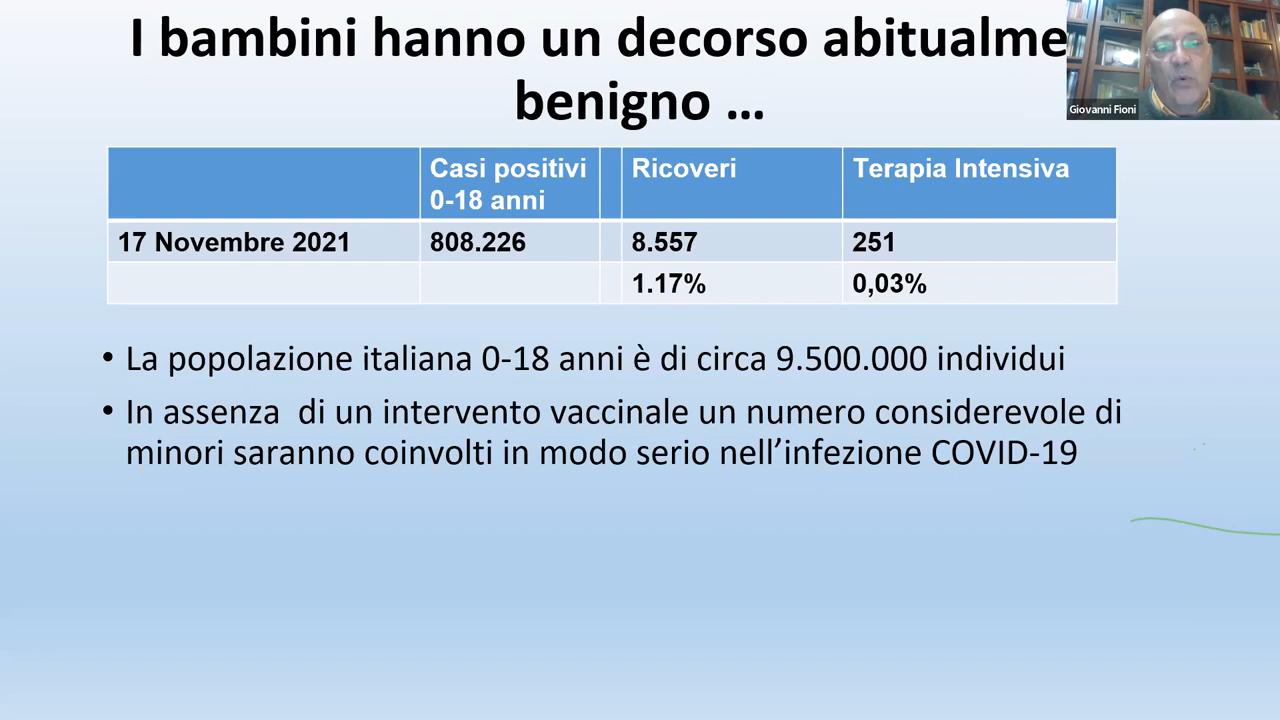 I bambini hanno un decorso abitualme
benigno …
Giovanni Fioni
Casi positivi
0-18 anni
Ricoveri
Terapia Intensiva
17 Novembre 2021
808.226
8.557
251
1.17%
0,03%
• La popolazione italiana 0-18 anni è di circa 9.500.000 individui
• In assenza di un intervento vaccinale un numero considerevole di
minori saranno coinvolti in modo serio nell’infezione COVID-19